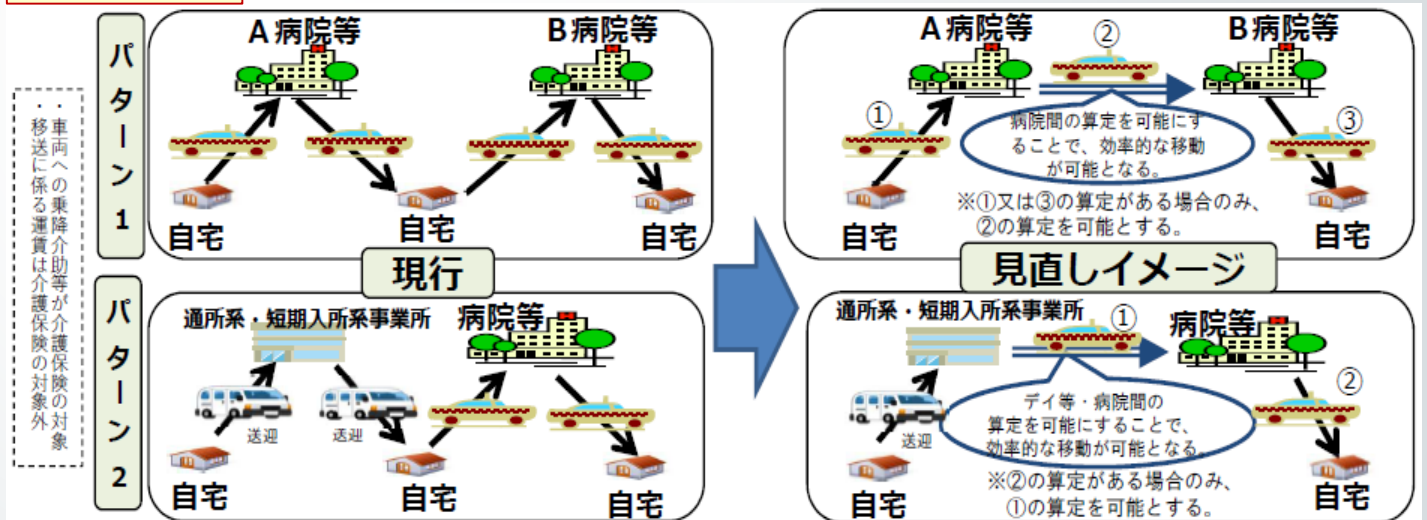 ・車両への乗降介助等が介護保険の対象
・移送に係る運賃は介護保険の対象外
パターン1
A病院等
B病院等
自宅
自宅
自宅
現行
パターン2
通所系・短期入所系事業所
病院等
送迎
送迎
自宅
自宅
自宅
A病院等
②
B病院等
①
③
病院間の算定を可能にす
ることで、効率的な移動
が可能となる。
※①又は③の算定がある場合のみ、
②の算定を可能とする。
自宅
自宅
見直しイメージ
通所系・短期入所系事業所
①
病院等
②
送迎
デイ等・病院間の
算定を可能にすることで、
効率的な移動が可能となる。
※②の算定がある場合のみ、
①の算定を可能とする。
自宅
自宅